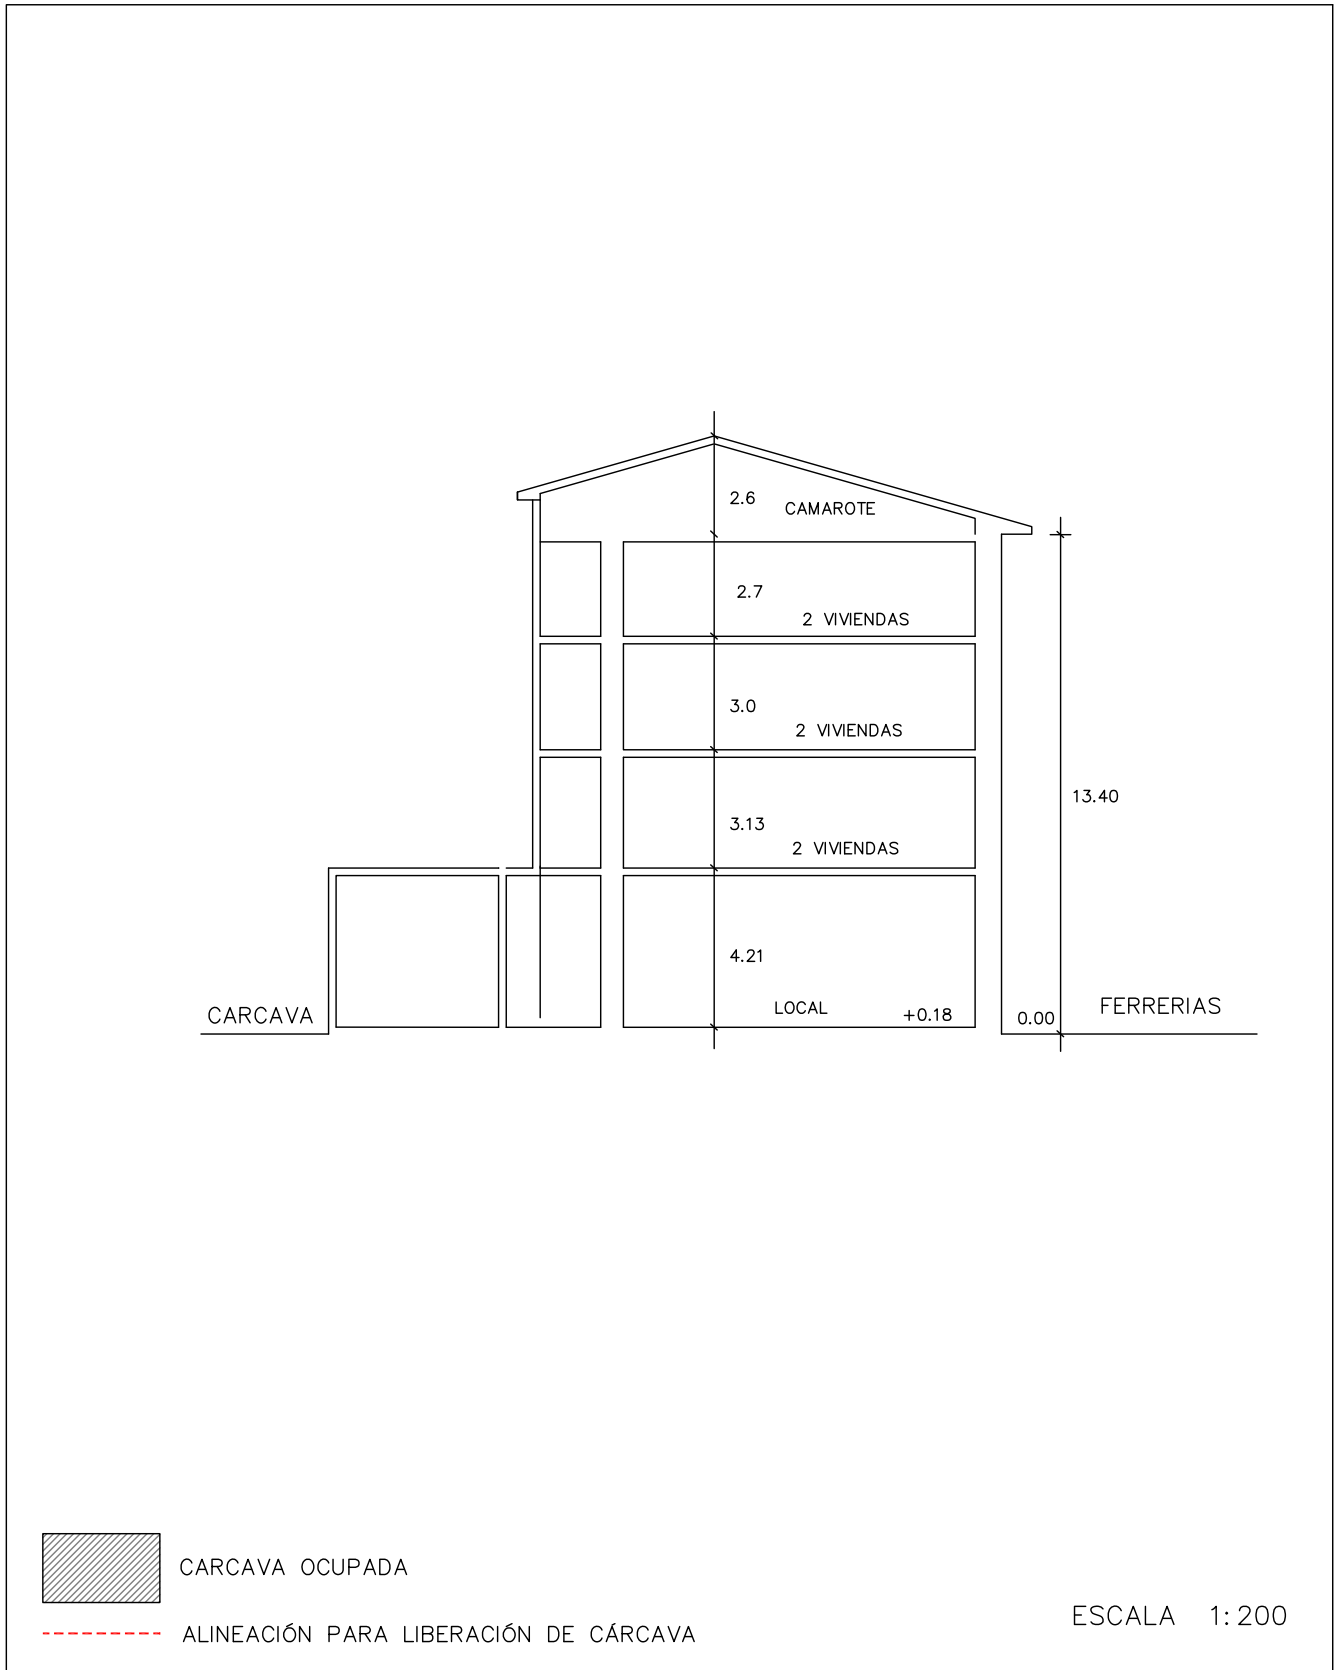 2.6
CAMAROTE
2.7
2 VIVIENDAS
3.0
2 VIVIENDAS
13.40
3.13
2 VIVIENDAS
4.21
CARCAVA
LOCAL
+0.18
0.00
FERRERIAS
CARCAVA OCUPADA
ALINEACIÓN PARA LIBERACIÓN DE CÁRCAVA
ESCALA 1:200